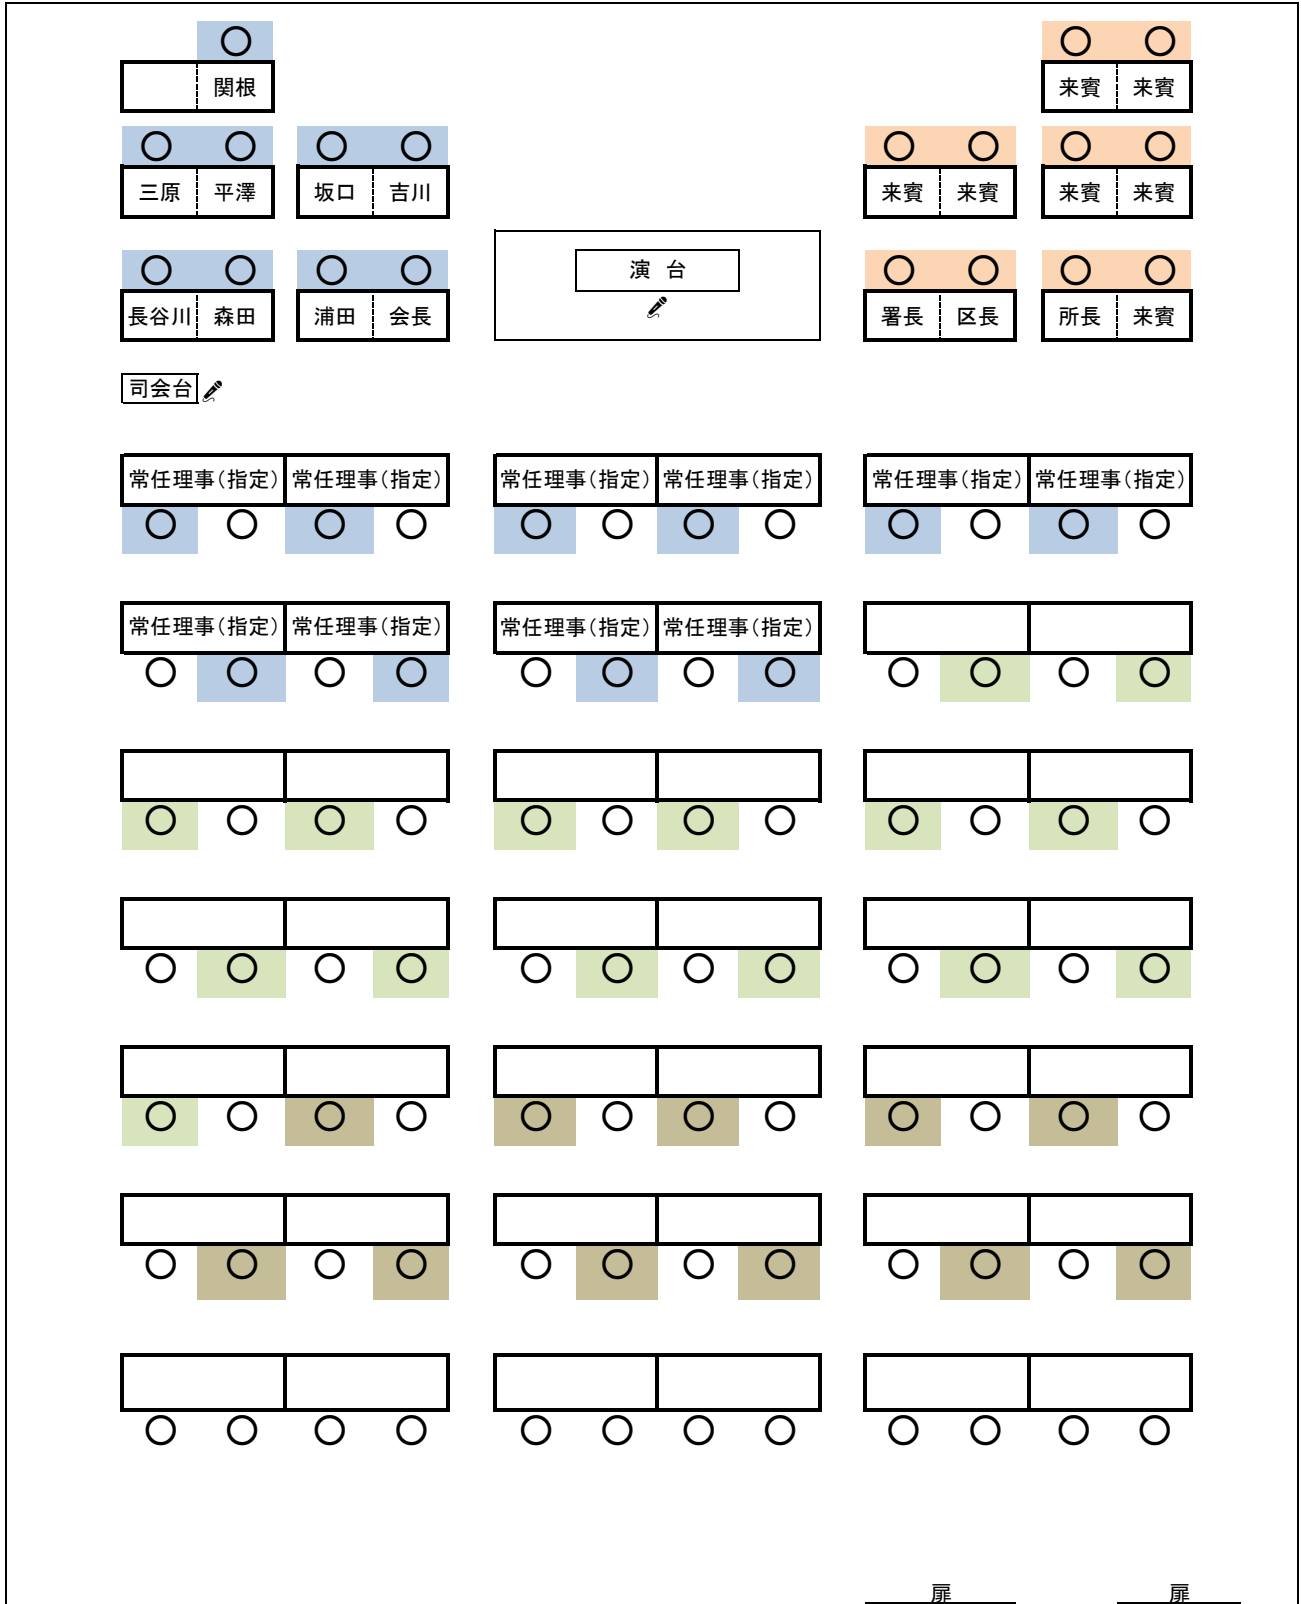 関根 来賓 来賓
三原 平澤 坂口 吉川 来賓 来賓 来賓 来賓
演 台
長谷川 森田 浦田 会長 署長 区長 所長 来賓
司会台
常任理事(指定) 常任理事(指定) 常任理事(指定) 常任理事(指定) 常任理事(指定) 常任理事(指定)
常任理事(指定) 常任理事(指定) 常任理事(指定) 常任理事(指定)
扉 扉